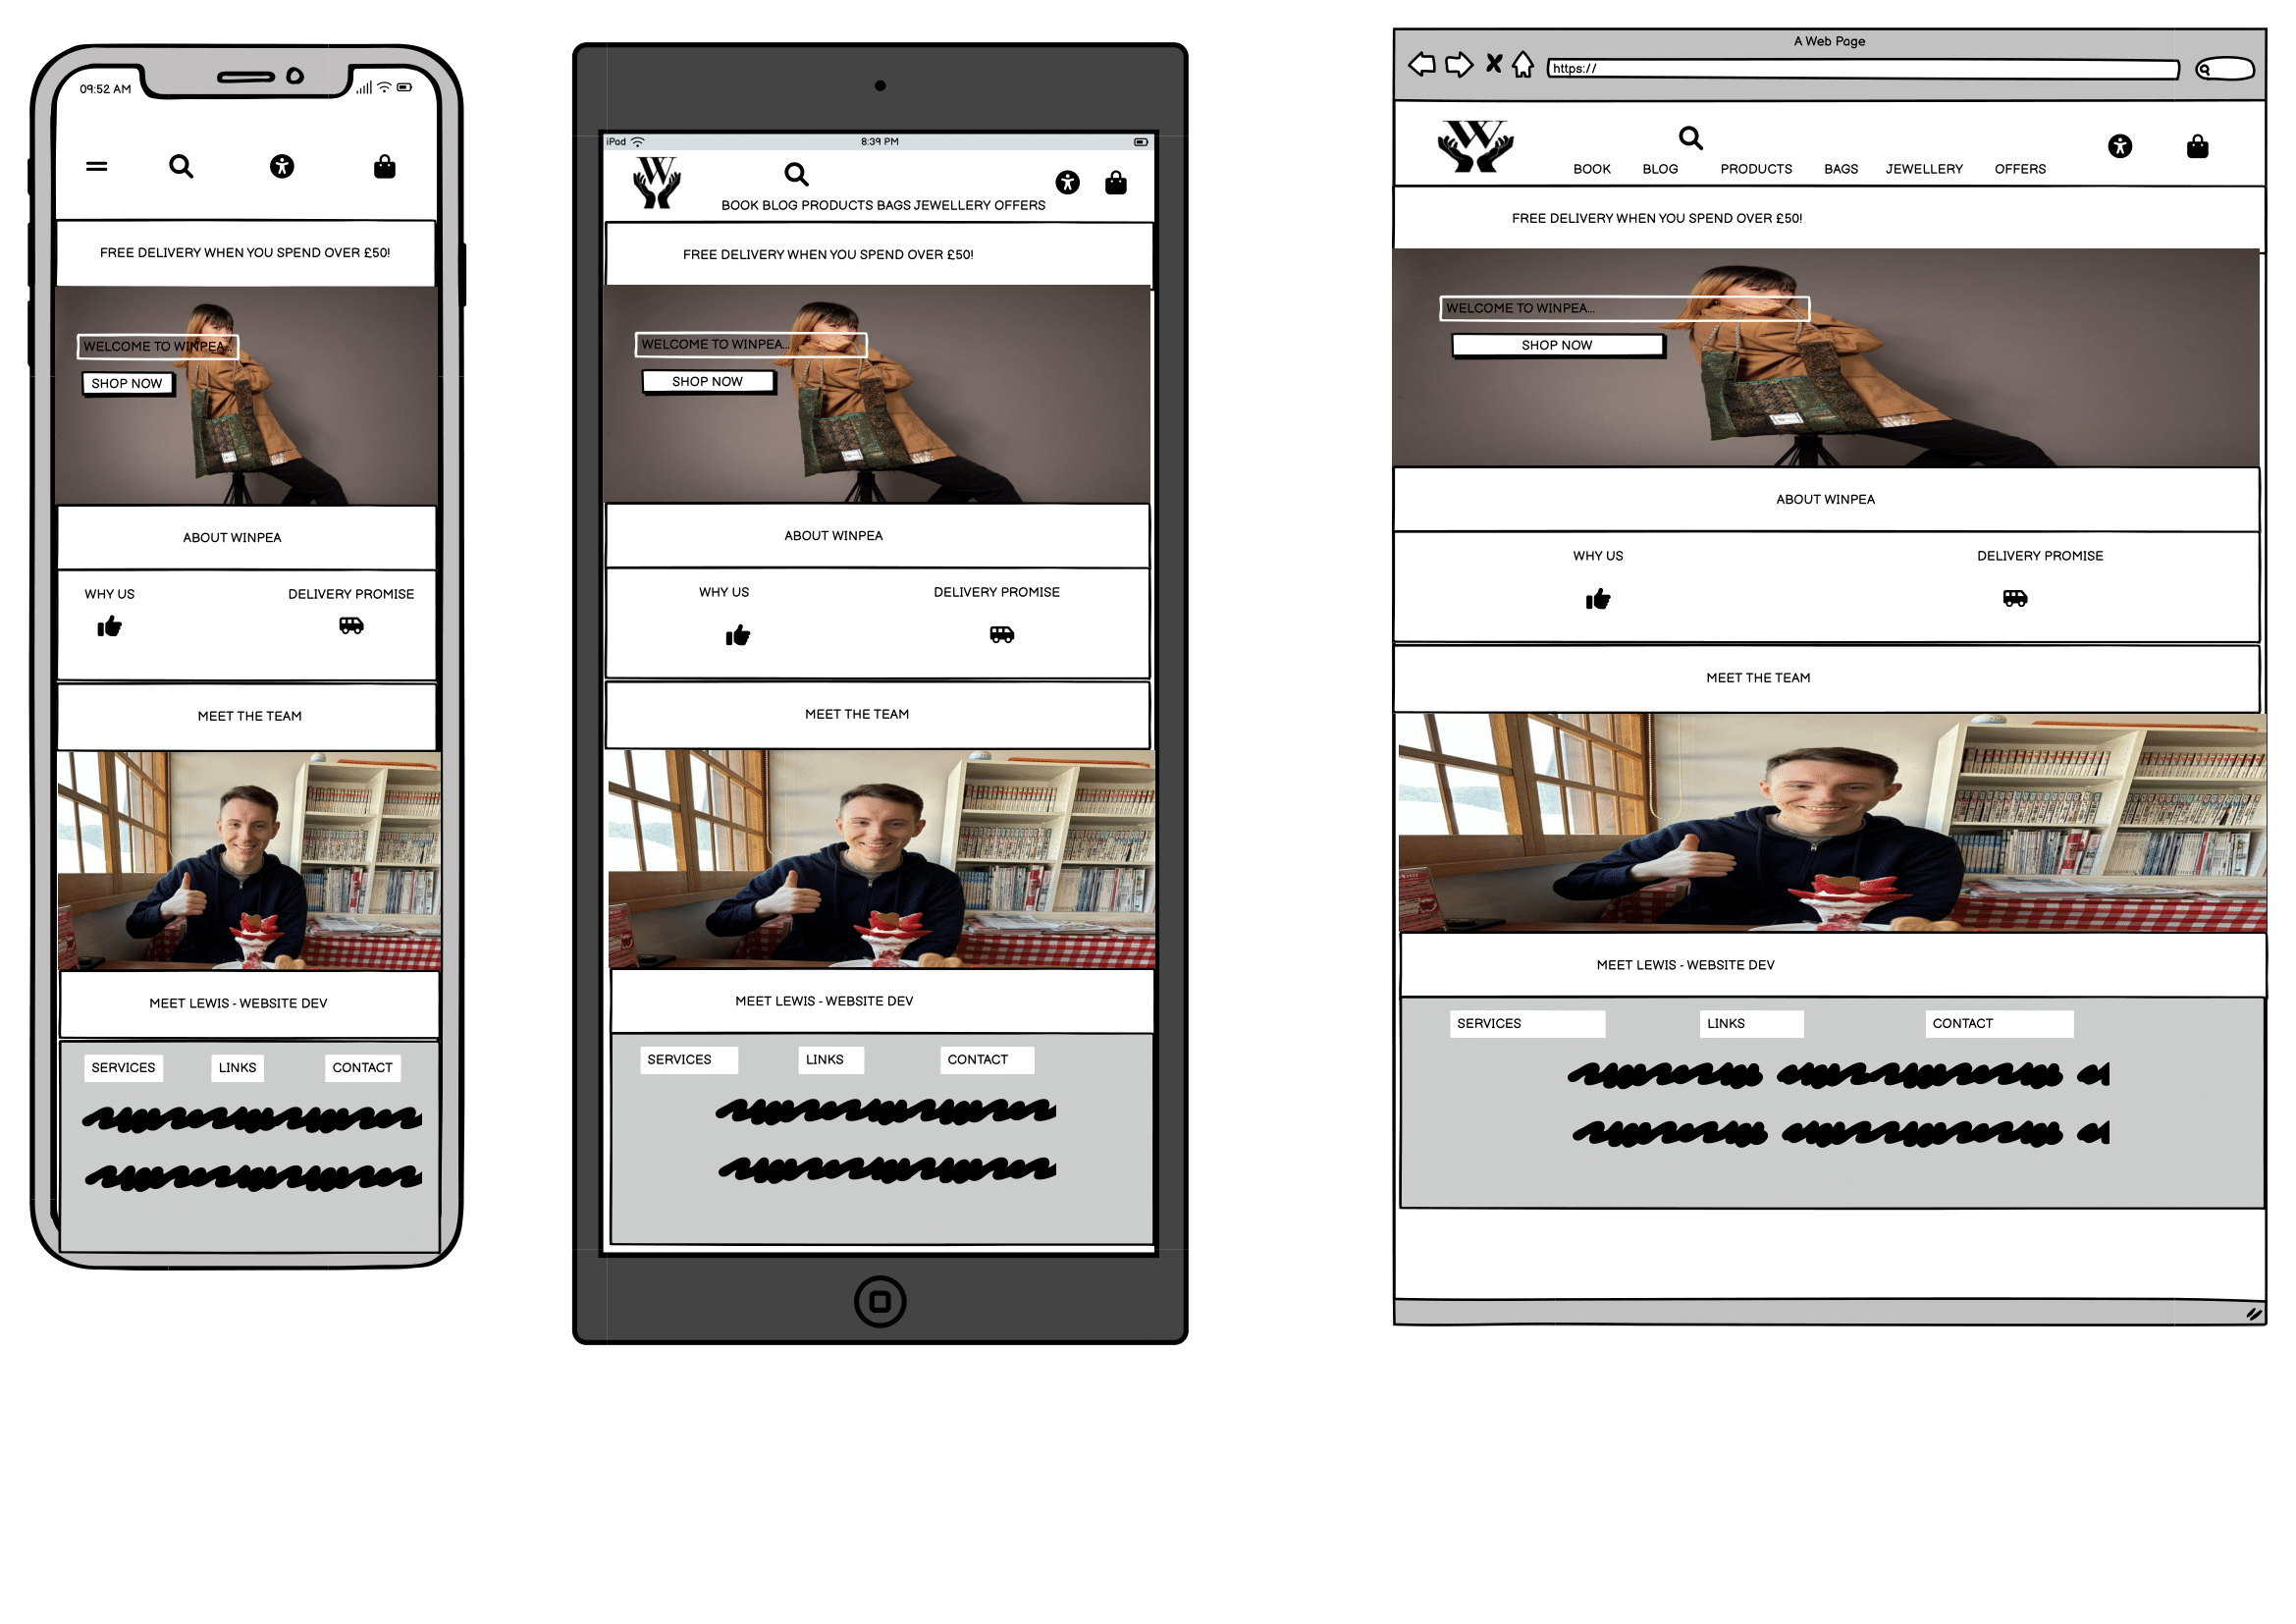 09:52 AM
FREE DELIVERY WHEN YOU SPEND OVER £50!
WELCOME TO WINPEA...
SHOP NOW
ABOUT WINPEA
WHY US
DELIVERY PROMISE
MEET THE TEAM
MEET LEWIS - WEBSITE DEV
SERVICES
LINKS
CONTACT
iPad
8:39 PM
W
BOOK BLOG PRODUCTS BAGS JEWELLERY OFFERS
FREE DELIVERY WHEN YOU SPEND OVER £50!
WELCOME TO WINPEA...
SHOP NOW
ABOUT WINPEA
WHY US
DELIVERY PROMISE
MEET THE TEAM
MEET LEWIS - WEBSITE DEV
SERVICES
LINKS
CONTACT
A Web Page
https://
W
BOOK BLOG PRODUCTS BAGS JEWELLERY OFFERS
FREE DELIVERY WHEN YOU SPEND OVER £50!
WELCOME TO WINPEA...
SHOP NOW
ABOUT WINPEA
WHY US
DELIVERY PROMISE
MEET THE TEAM
MEET LEWIS - WEBSITE DEV
SERVICES
LINKS
CONTACT